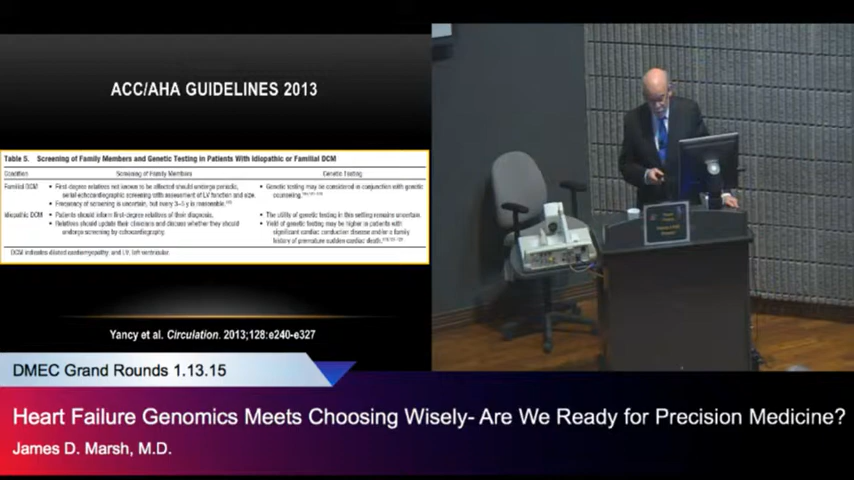 ACC/AHA GUIDELINES 2013
Table 5. Screening of Family Members and Genetic Testing in Patients With Idiopathic or Familial DCM
Condition Screening of Family Members Genetic Testing
Familial DCM • First-degree relatives not known to be affected should undergo periodic, • Genetic testing may be considered in conjunction with genetic
serial echocardiographic screening with assessment of LV function and size. counseling.
• Frequency of screening is uncertain, but every 3–5 y is reasonable.
Idiopathic DCM • Patients should inform first-degree relatives of their diagnosis. • The utility of genetic testing in this setting remains uncertain.
• Relatives should update their clinicians and discuss whether they should • Yield of genetic testing may be higher in patients with
undergo screening by echocardiography. significant cardiac conduction disease and/or a family
history of premature sudden cardiac death.
DCM indicates dilated cardiomyopathy; and LV, left ventricular.
Yancy et al. Circulation. 2013;128:e240-e327
DMEC Grand Rounds 1.13.15
Heart Failure Genomics Meets Choosing Wisely- Are We Ready for Precision Medicine?
James D. Marsh, M.D.